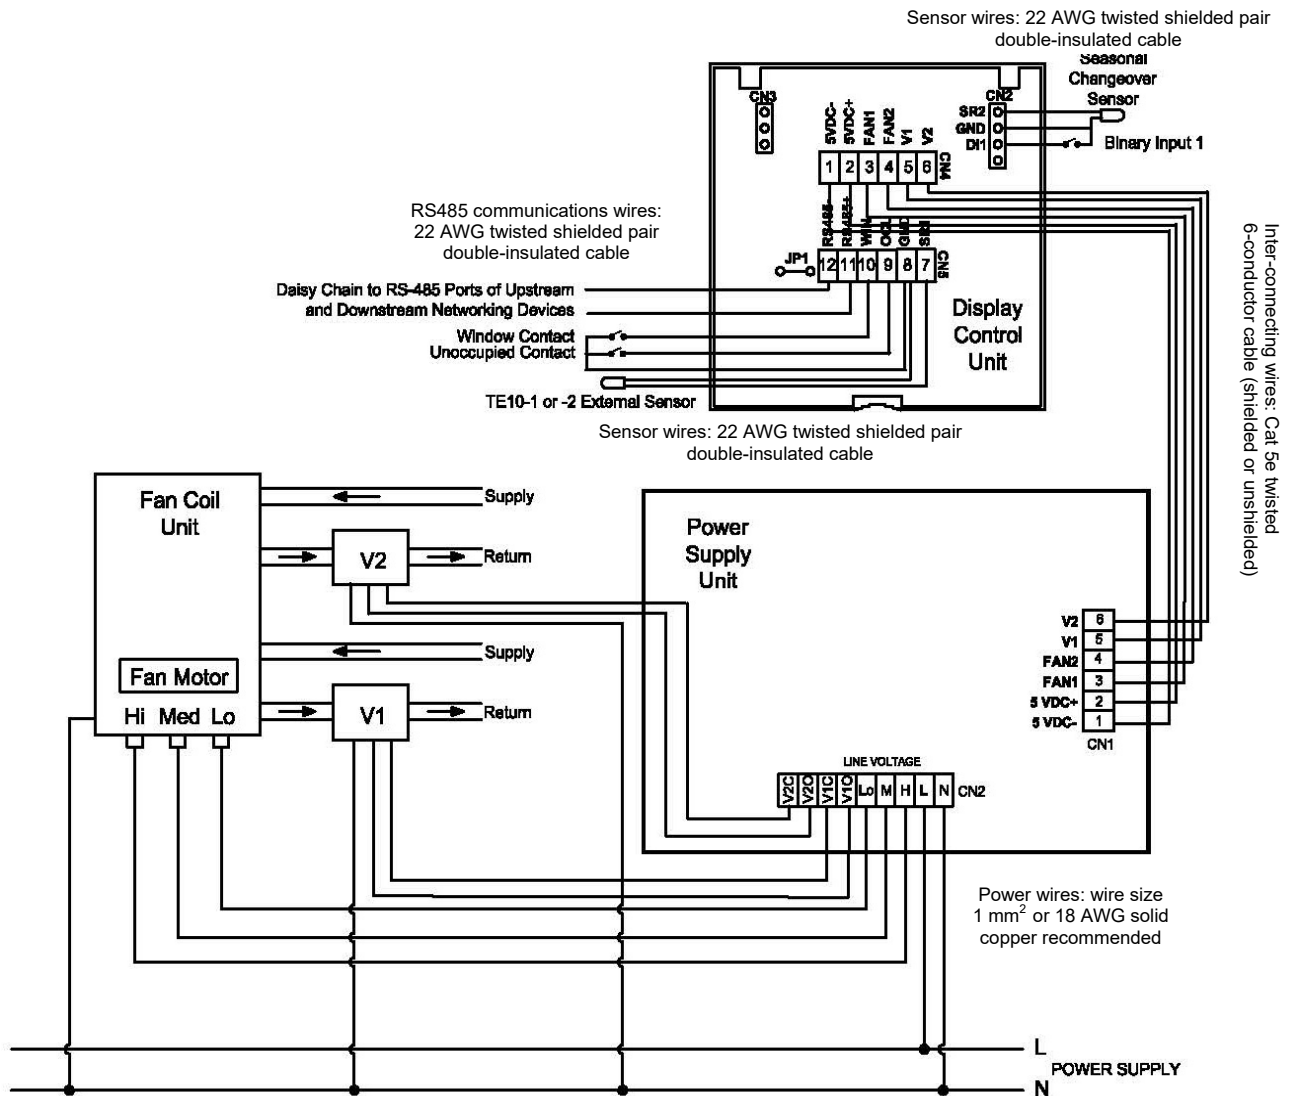 Sensor wires: 22 AWG twisted shielded pair
double-insulated cable
Seasonal
Changeover
Sensor
CN3
CN2
5VDC-
5VDC+
FAN1
FAN2
V1
V2
SR2
GND
DI1
Binary Input 1
1 2 3 4 5 6
CN4
RS485 communications wires:
22 AWG twisted shielded pair
double-insulated cable
RS485-
RS485+
WIN
OCC
GND
SR1
JP1
12 11 10 9 8 7
CN5
Daisy Chain to RS-485 Ports of Upstream
and Downstream Networking Devices
Window Contact
Unoccupied Contact
TE10-1 or -2 External Sensor
Display
Control
Unit
Sensor wires: 22 AWG twisted shielded pair
double-insulated cable
Inter-connecting wires: Cat 5e twisted
6-conductor cable (shielded or unshielded)
Fan Coil
Unit
Supply
V2
Return
Supply
Fan Motor
Hi Med Lo
V1
Return
Power
Supply
Unit
V2 6
V1 5
FAN2 4
FAN1 3
5 VDC+ 2
5 VDC- 1
CN1
LINE VOLTAGE
V2C V2O V1C V1O Lo M H L N CN2
Power wires: wire size
1 mm² or 18 AWG solid
copper recommended
L
POWER SUPPLY
N